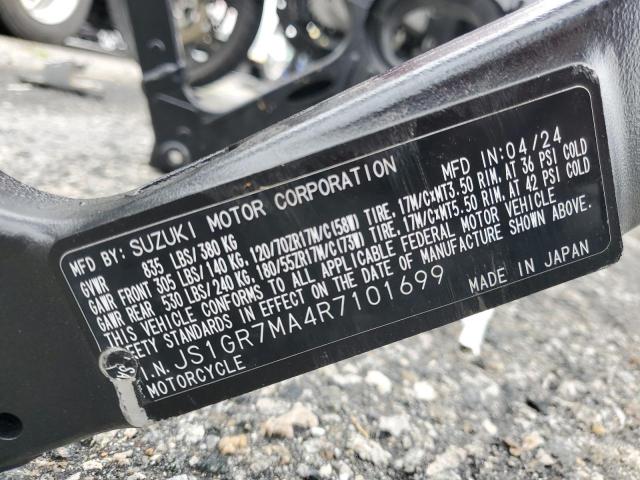 MFD BY: SUZUKI MOTOR CORPORATION MFD IN: 04/24
GVWR 835 LBS/380 KG
GAWR FRONT 305 LBS/140 KG, 120/70ZR17M/C(58W) TIRE, 17M/C×MT3.50 RIM, AT 36 PSI COLD
GAWR REAR 530 LBS/240 KG, 180/55ZR17M/C(73W) TIRE, 17M/C×MT5.50 RIM, AT 42 PSI COLD
THIS VEHICLE CONFORMS TO ALL APPLICABLE FEDERAL MOTOR VEHICLE
SAFETY STANDARDS IN EFFECT ON THE DATE OF MANUFACTURE SHOWN ABOVE.
I.N. JS1GR7MA4R7101699 MADE IN JAPAN
MOTORCYCLE